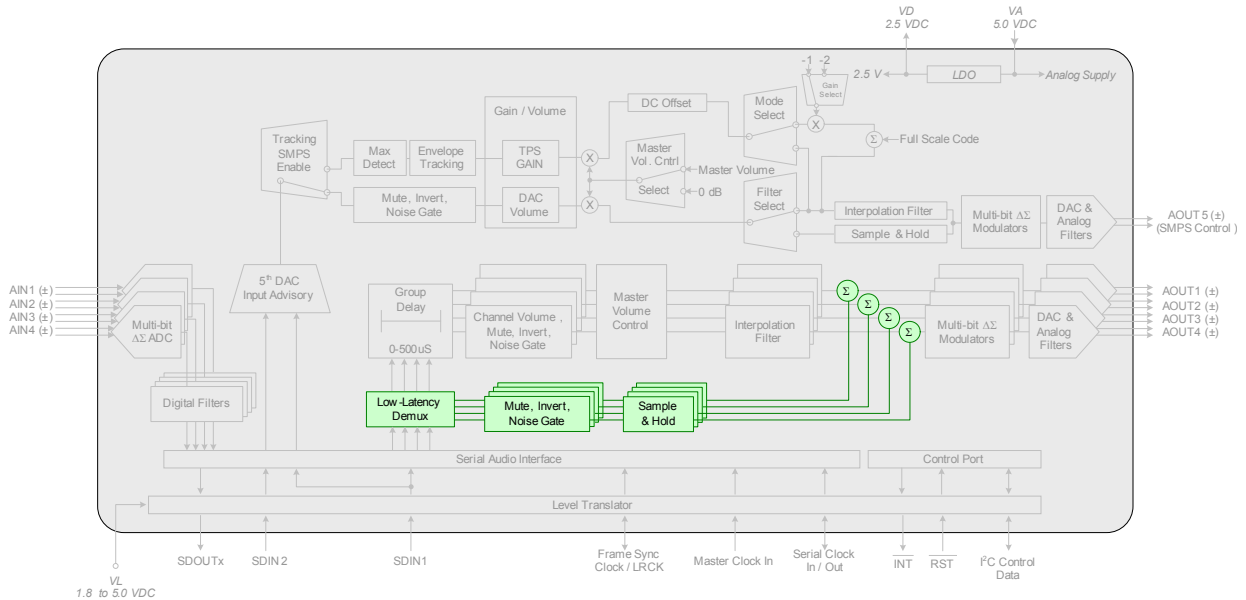 VD
2.5 VDC
VA
5.0 VDC
-1 -2
2.5 V
LDO
Analog Supply
Gain
Select
Gain / Volume
DC Offset
Mode
Select
X
Σ
Full Scale Code
Tracking
SMPS
Enable
Max
Detect
Envelope
Tracking
TPS
GAIN
X
Master
Vol. Cntrl
Select
Master Volume
0 dB
Mute, Invert,
Noise Gate
DAC
Volume
X
Filter
Select
Interpolation Filter
Sample & Hold
Multi-bit ΔΣ
Modulators
DAC &
Analog
Filters
AOUT5 (±)
(SMPS Control )
AIN1 (±)
AIN2 (±)
AIN3 (±)
AIN4 (±)
Multi-bit
ΔΣ ADC
5th DAC
Input Advisory
Group
Delay
0-500uS
Channel Volume ,
Mute, Invert,
Noise Gate
Master
Volume
Control
Interpolation
Filter
Σ
Σ
Σ
Σ
Multi-bit ΔΣ
Modulators
DAC &
Analog
Filters
AOUT1 (±)
AOUT2 (±)
AOUT3 (±)
AOUT4 (±)
Digital Filters
Low-Latency
Demux
Mute, Invert,
Noise Gate
Sample
& Hold
Serial Audio Interface
Control Port
Level Translator
VL
1.8 to 5.0 VDC
SDOUTx
SDIN2
SDIN1
Frame Sync
Clock / LRCK
Master Clock In
Serial Clock
In / Out
INT
RST
I2C Control
Data